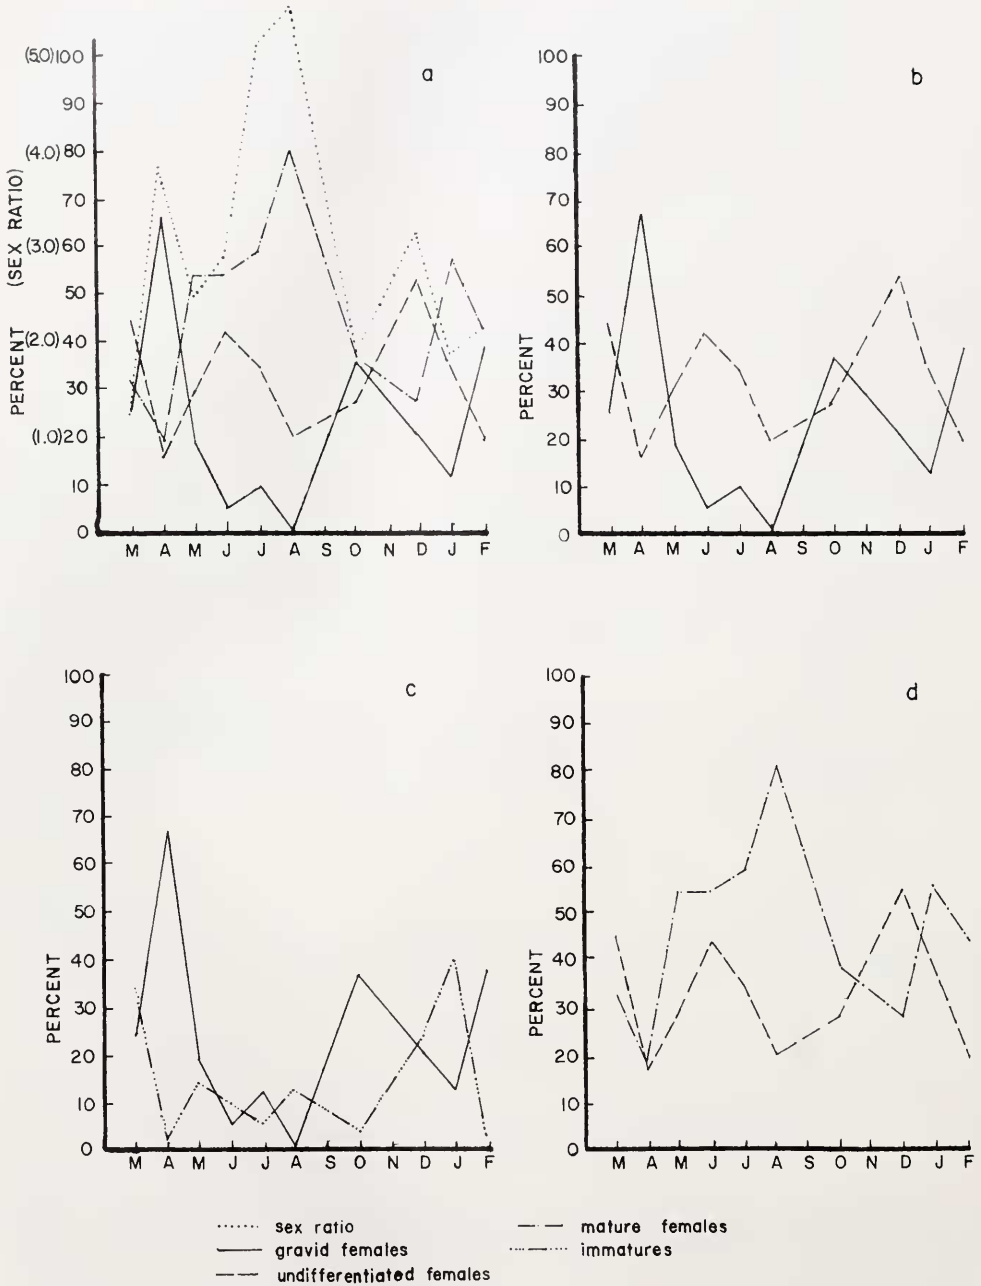 a
(5.0) 100
90
(4.0) 80
70
(3.0) 60
50
(2.0) 40
30
(1.0) 20
10
0
PERCENT (SEX RATIO)
M A M J J A S O N D J F
b
100
90
80
70
60
50
40
30
20
10
0
PERCENT
M A M J J A S O N D J F
c
100
90
80
70
60
50
40
30
20
10
0
PERCENT
M A M J J A S O N D J F
d
100
90
80
70
60
50
40
30
20
10
0
PERCENT
M A M J J A S O N D J F
sex ratio
gravid females
undifferentiated females
mature females
immatures